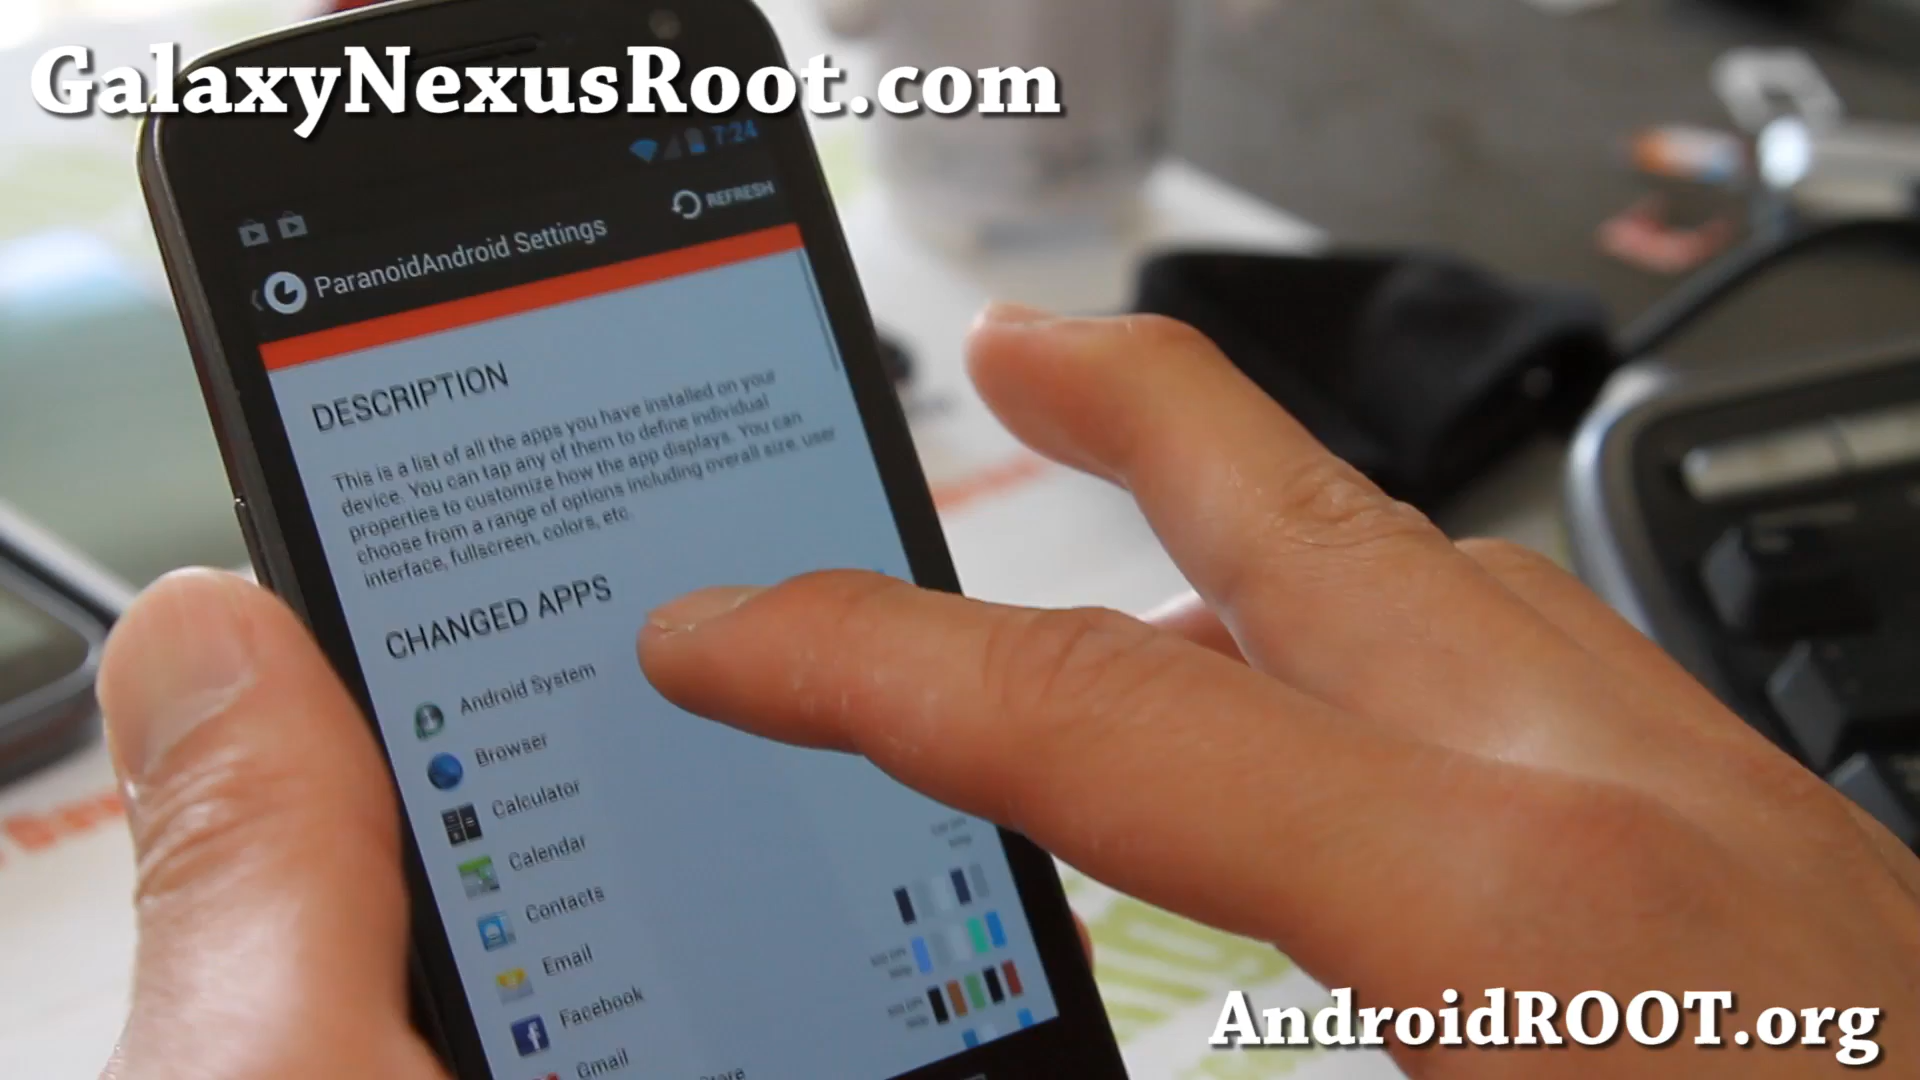 GalaxyNexusRoot.com
7:24
REFRESH
ParanoidAndroid Settings
DESCRIPTION
This is a list of all the apps you have installed on your
device. You can tap any of them to define individual
properties to customize how the app displays. You can
choose from a range of options including overall size, user
interface, fullscreen, colors, etc.
CHANGED APPS
Android System
Browser
Calculator
Calendar
Contacts
Email
Facebook
Gmail
AndroidROOT.org